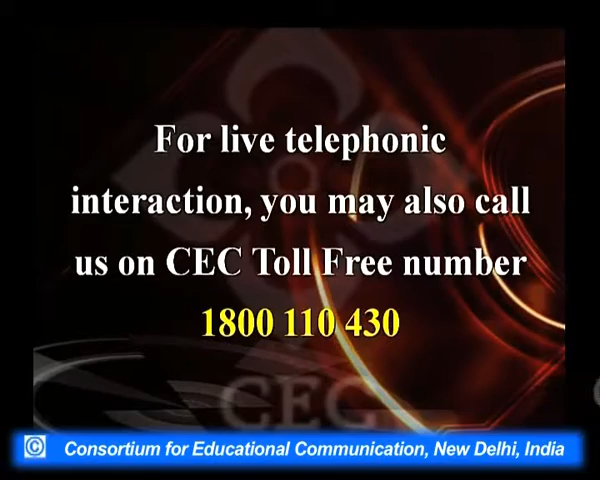 For live telephonic
interaction, you may also call
us on CEC Toll Free number
1800 110 430
CEC
© Consortium for Educational Communication, New Delhi, India